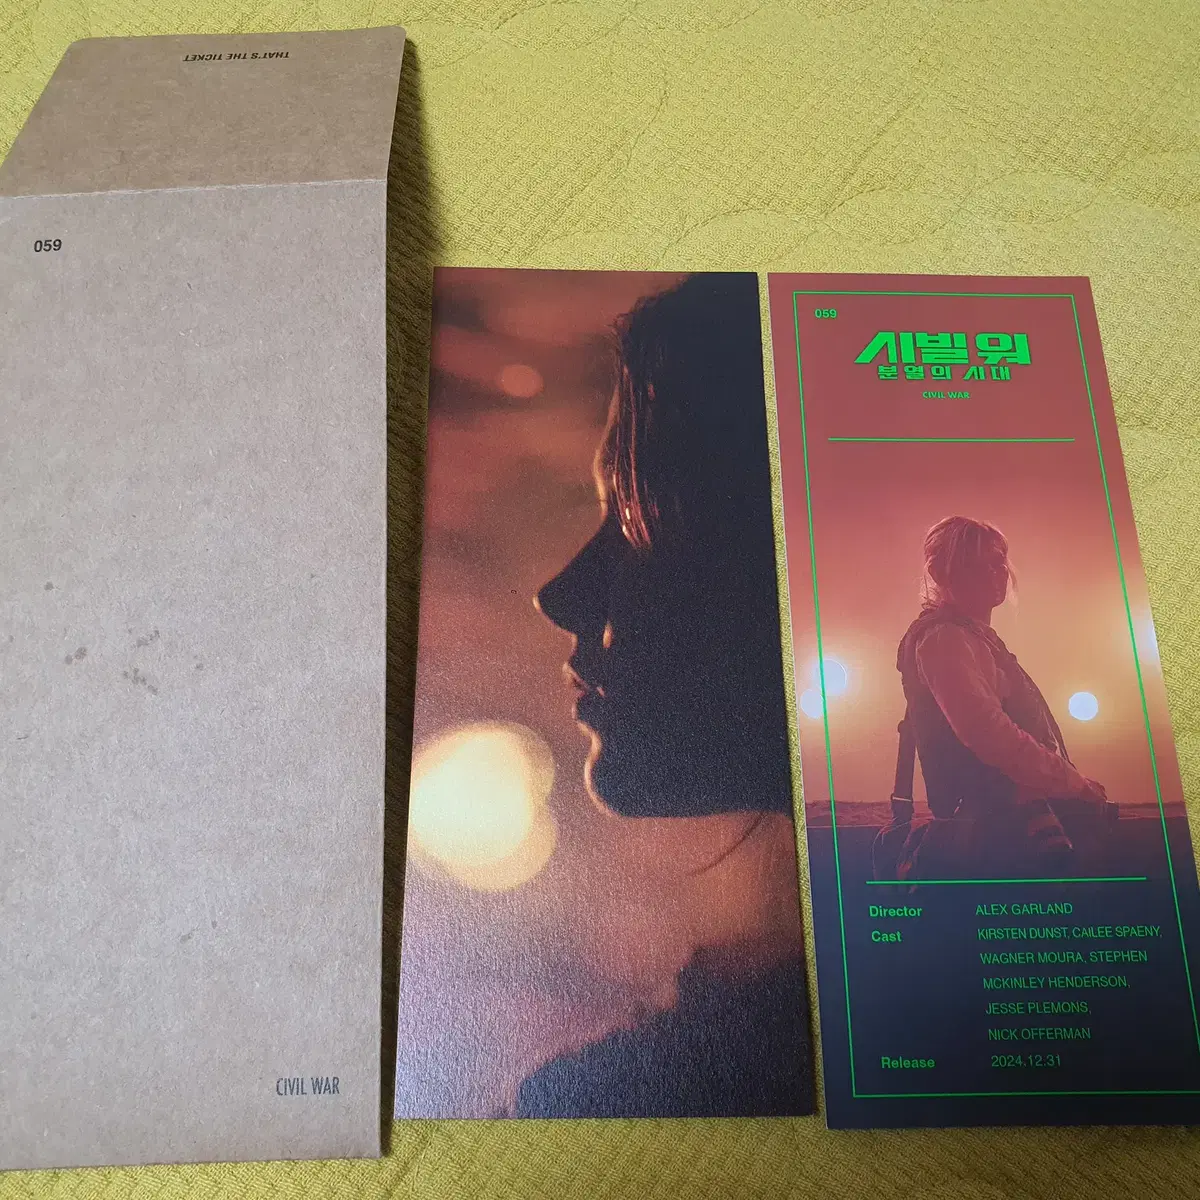 THAT'S THE TICKET
059
CIVIL WAR
059
시빌 워
분열의 시대
CIVIL WAR
Director ALEX GARLAND
Cast KIRSTEN DUNST, CAILEE SPAENY,
WAGNER MOURA, STEPHEN
MCKINLEY HENDERSON,
JESSE PLEMONS,
NICK OFFERMAN
Release 2024.12.31